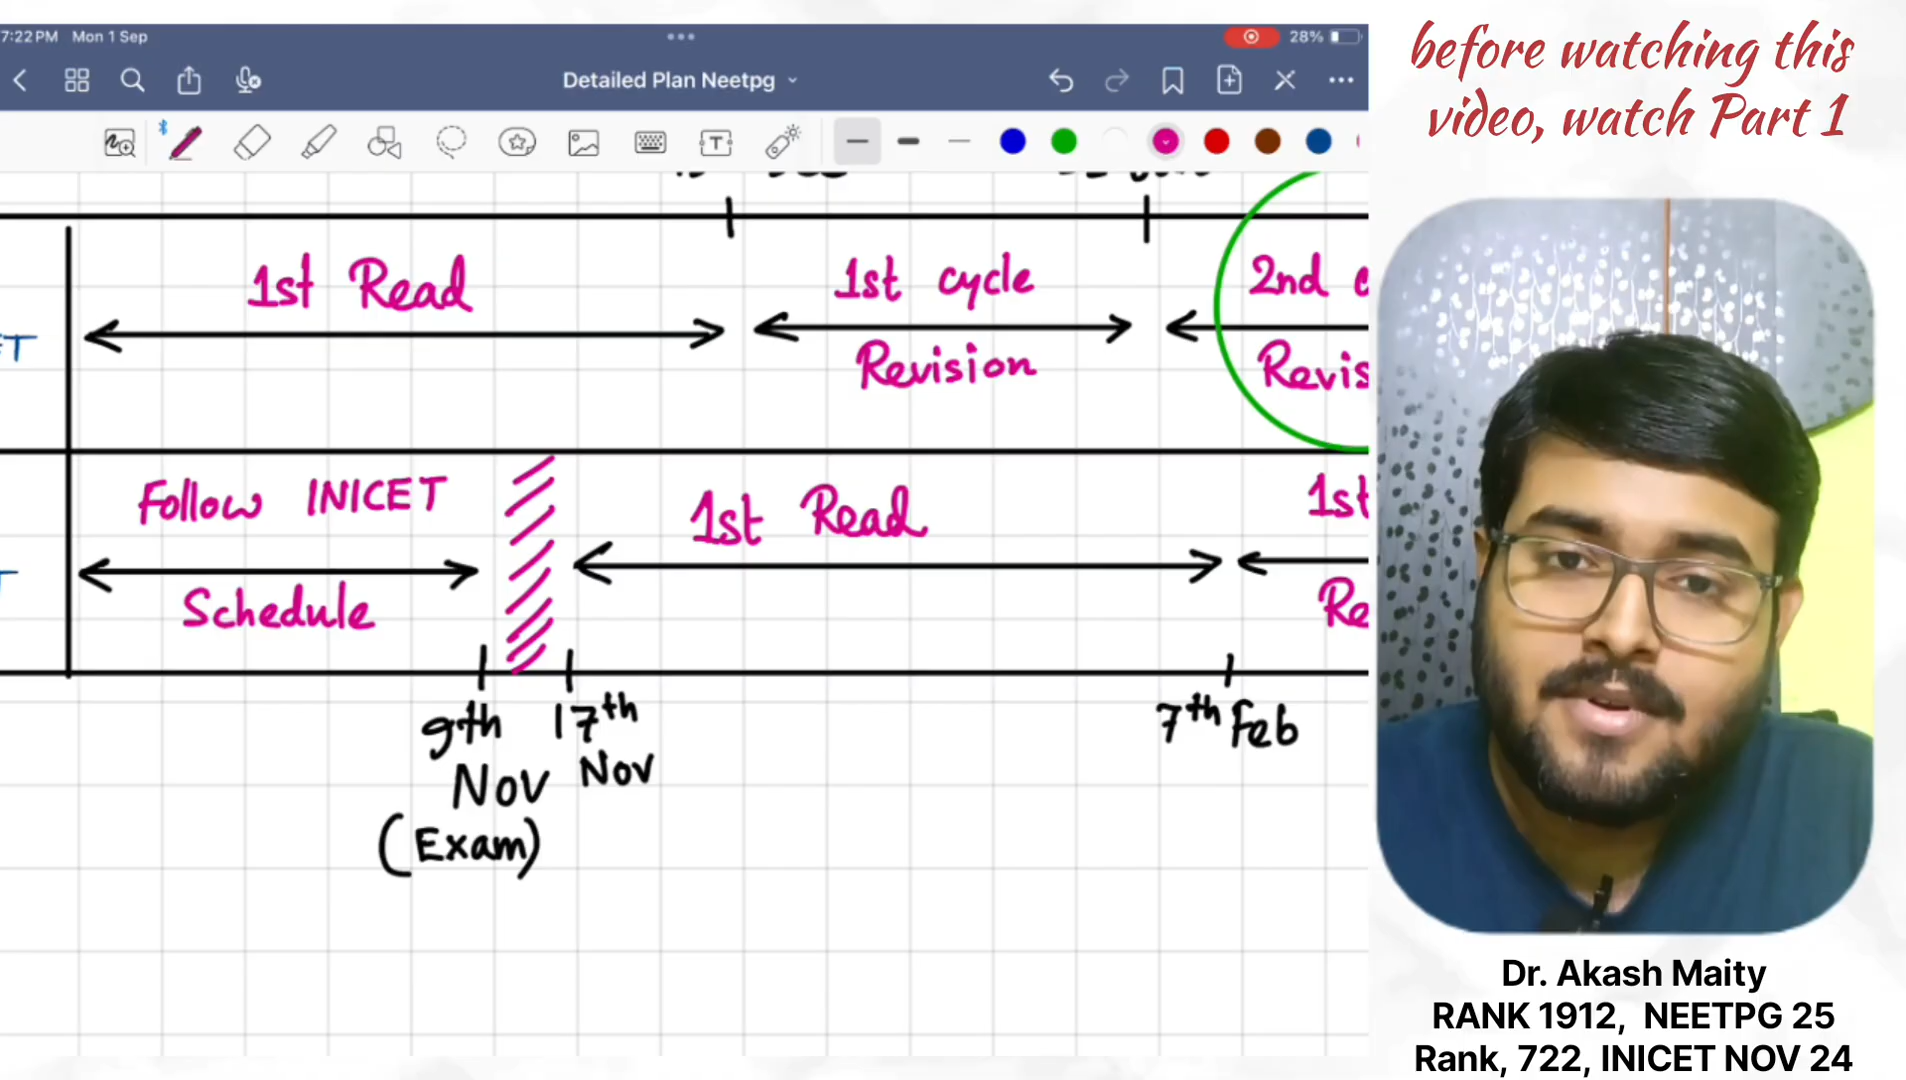 7:22 PM Mon 1 Sep
28%
Detailed Plan Neetpg
before watching this
video, watch Part 1
1st Read
1st cycle
Revision
2nd
Revis
ET
T
Follow INICET
Schedule
1st Read
1st
Re
9th
Nov
(Exam)
17th
Nov
7th Feb
Dr. Akash Maity
RANK 1912, NEETPG 25
Rank, 722, INICET NOV 24